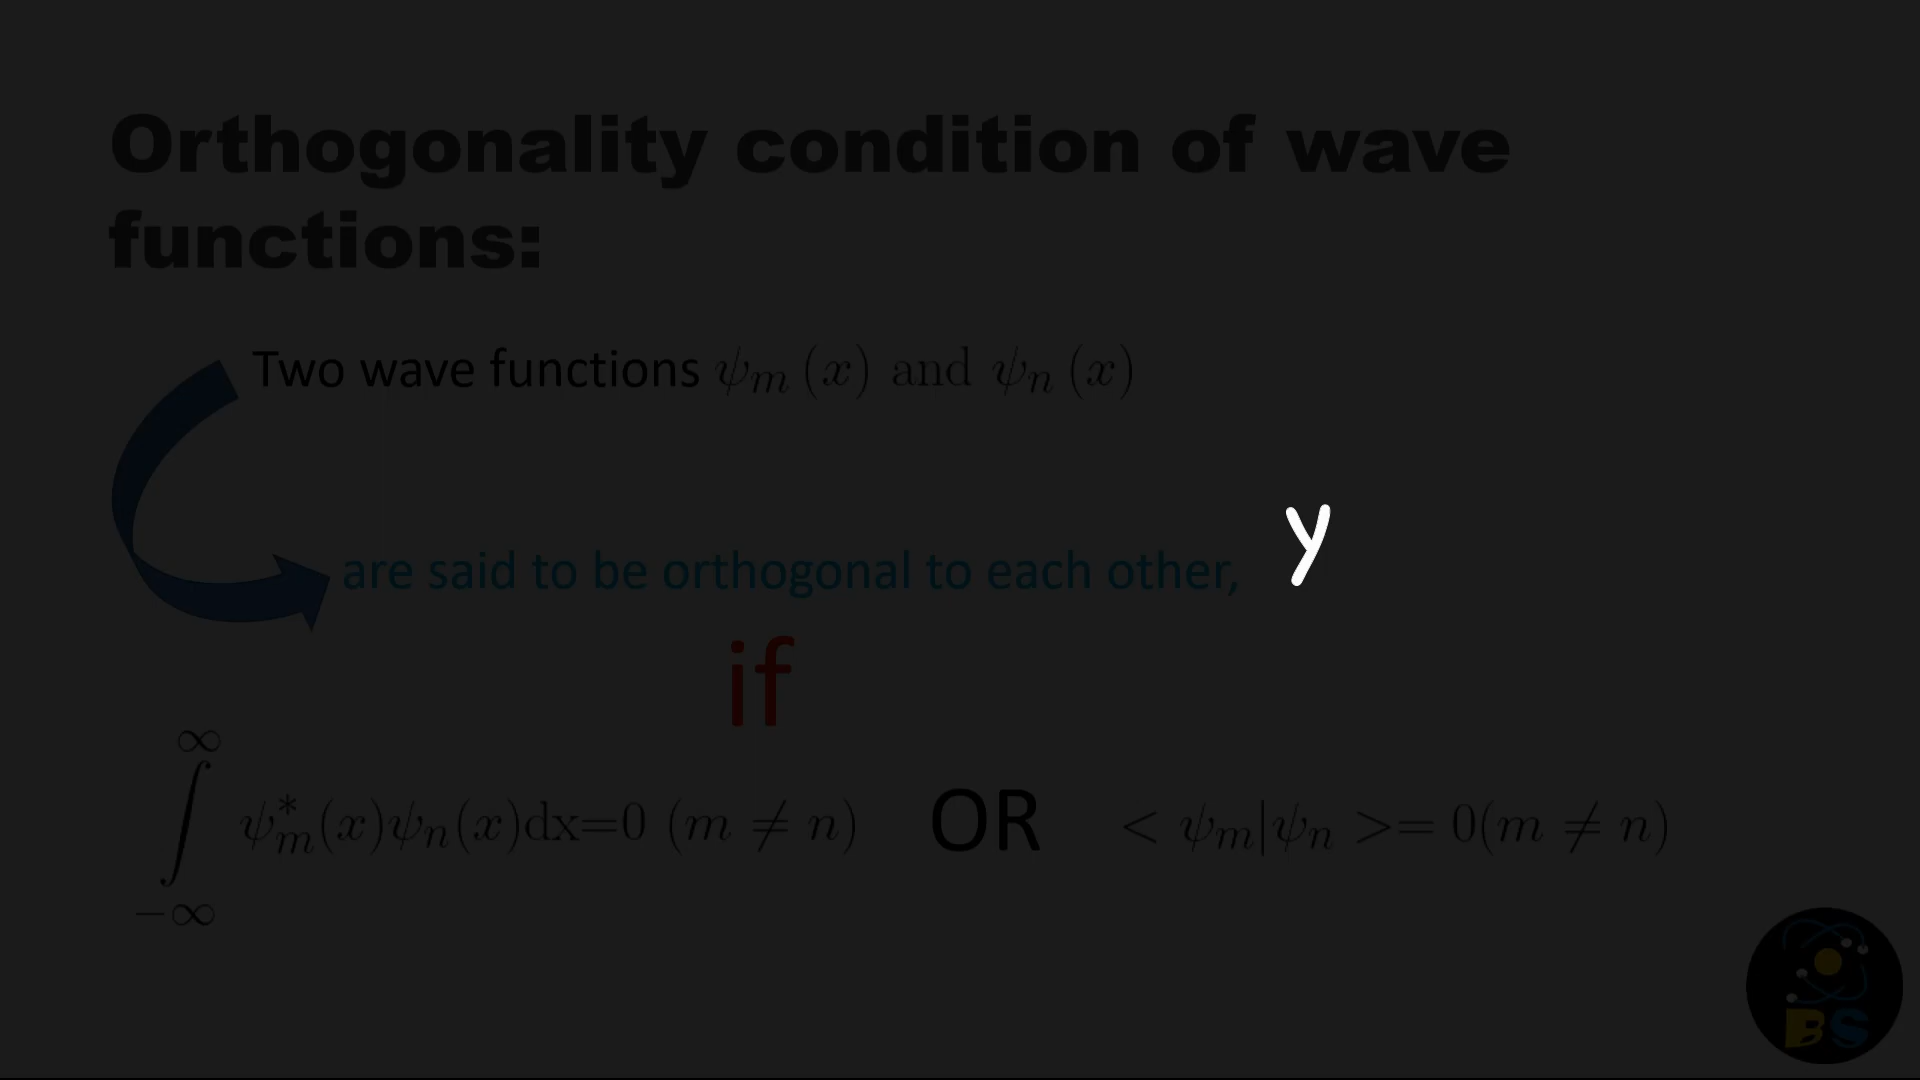 Orthogonality condition of wave
functions:
Two wave functions ψₘ (x) and ψₙ (x)
y
are said to be orthogonal to each other,
if
∫_{-∞}^{∞} ψ*ₘ(x)ψₙ(x)dx=0 (m ≠ n) OR < ψₘ|ψₙ >= 0(m ≠ n)
BS